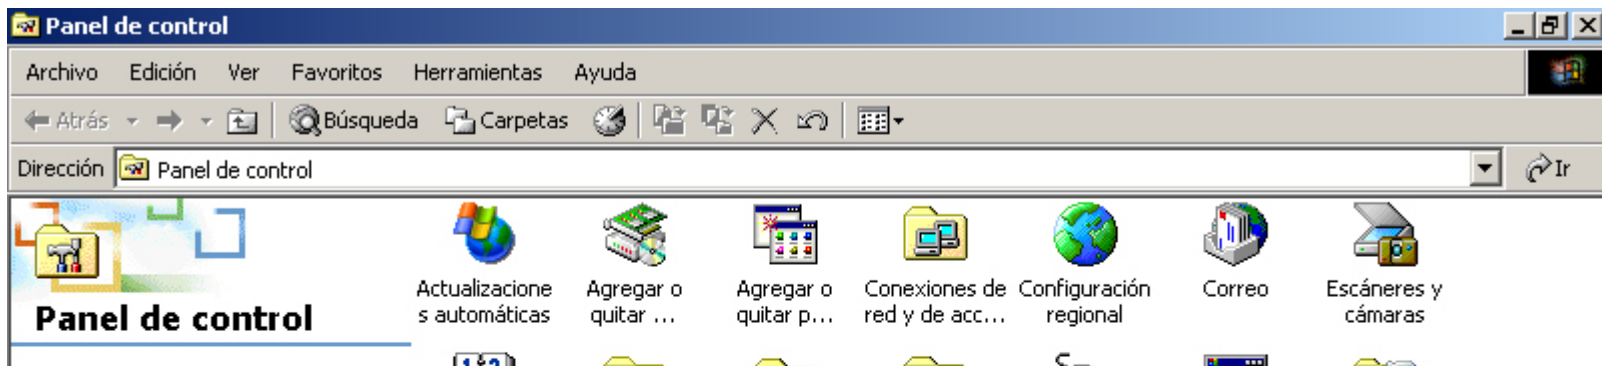 Panel de control
Archivo Edición Ver Favoritos Herramientas Ayuda
Atrás Búsqueda Carpetas
Dirección Panel de control Ir
Panel de control
Actualizacione
s automáticas
Agregar o
quitar ...
Agregar o
quitar p...
Conexiones de
red y de acc...
Configuración
regional
Correo
Escáneres y
cámaras